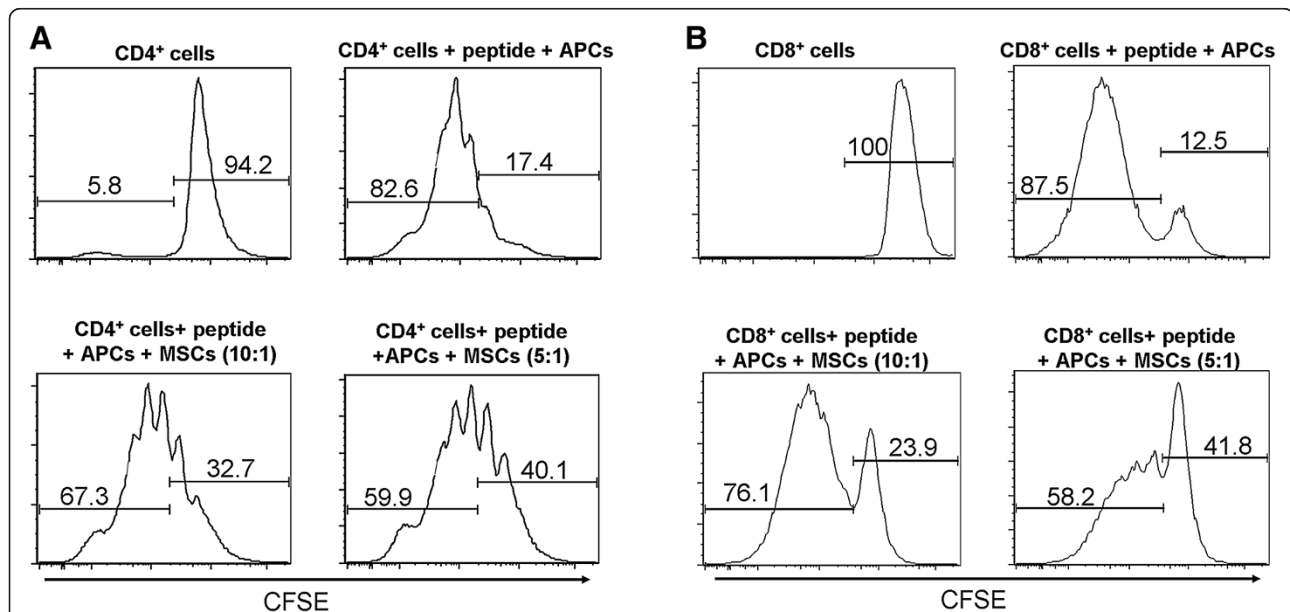 A
CD4+ cells
5.8
94.2
CD4+ cells + peptide + APCs
82.6
17.4
CD4+ cells+ peptide
+ APCs + MSCs (10:1)
67.3
32.7
CD4+ cells+ peptide
+APCs + MSCs (5:1)
59.9
40.1
CFSE
B
CD8+ cells
100
CD8+ cells + peptide + APCs
87.5
12.5
CD8+ cells+ peptide
+ APCs + MSCs (10:1)
76.1
23.9
CD8+ cells+ peptide
+ APCs + MSCs (5:1)
58.2
41.8
CFSE